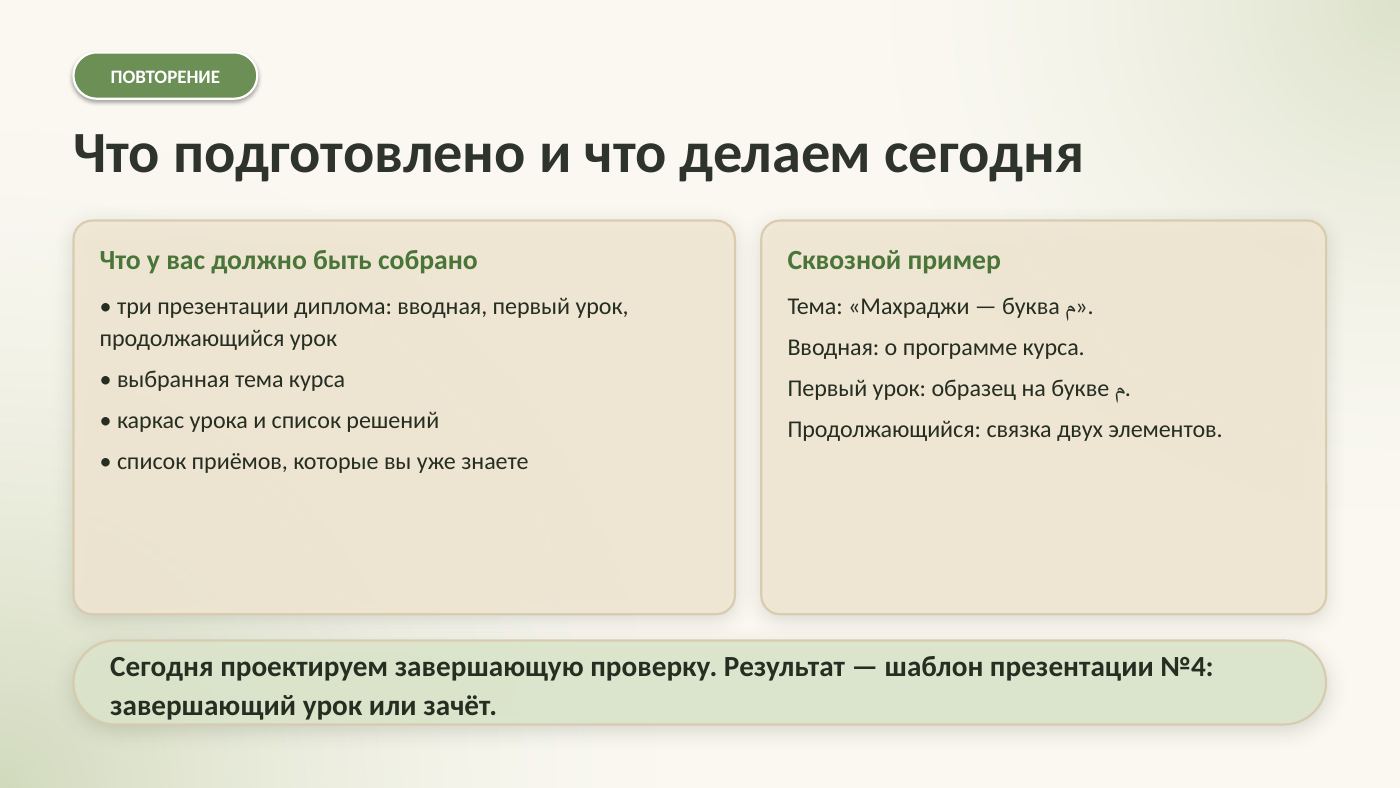 ПОВТОРЕНИЕ
Что подготовлено и что делаем сегодня
Что у вас должно быть собрано
• три презентации диплома: вводная, первый урок,
продолжающийся урок
• выбранная тема курса
• каркас урока и список решений
• список приёмов, которые вы уже знаете
Сквозной пример
Тема: «Махраджи — буква م».
Вводная: о программе курса.
Первый урок: образец на букве م.
Продолжающийся: связка двух элементов.
Сегодня проектируем завершающую проверку. Результат — шаблон презентации №4:
завершающий урок или зачёт.